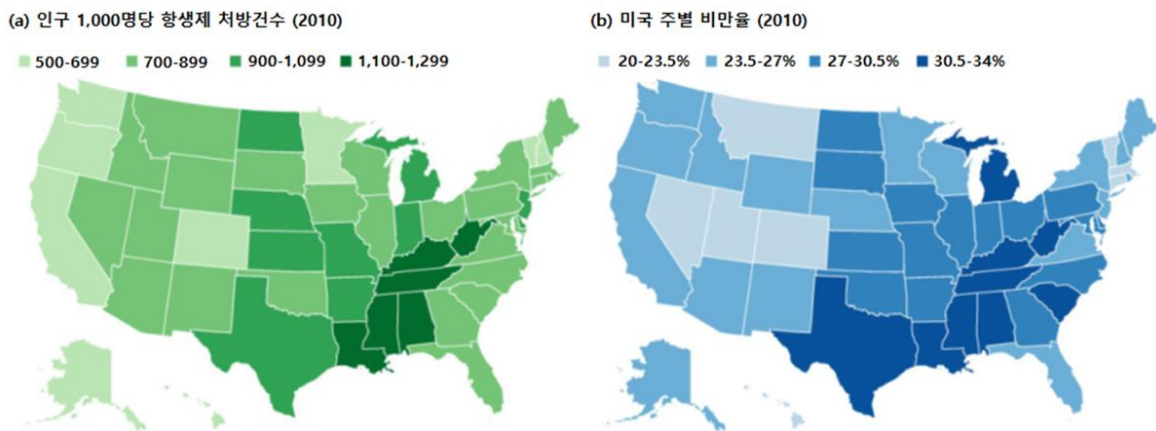 (a) 인구 1,000명당 항생제 처방건수 (2010)
500-699 700-899 900-1,099 1,100-1,299
(b) 미국 주별 비만율 (2010)
20-23.5% 23.5-27% 27-30.5% 30.5-34%